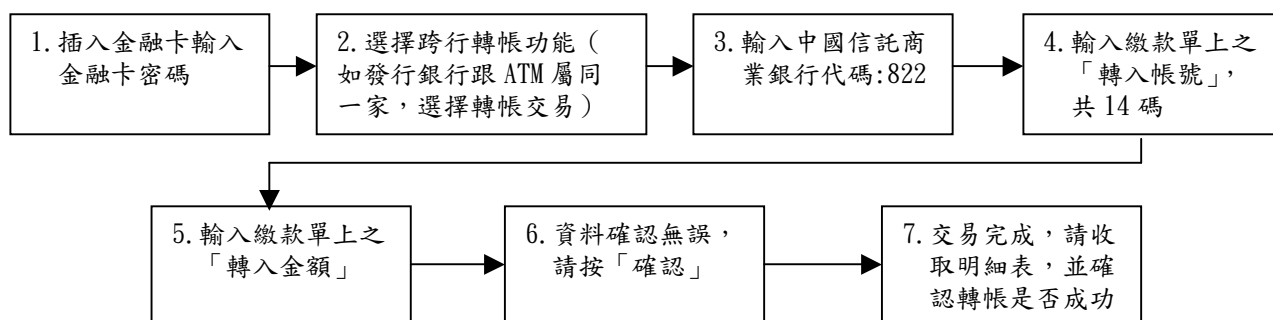 1.插入金融卡輸入
金融卡密碼
2.選擇跨行轉帳功能（
如發行銀行跟 ATM 屬同
一家，選擇轉帳交易）
3.輸入中國信託商
業銀行代碼:822
4.輸入繳款單上之
「轉入帳號」，
共 14 碼
5.輸入繳款單上之
「轉入金額」
6.資料確認無誤，
請按「確認」
7.交易完成，請收
取明細表，並確
認轉帳是否成功